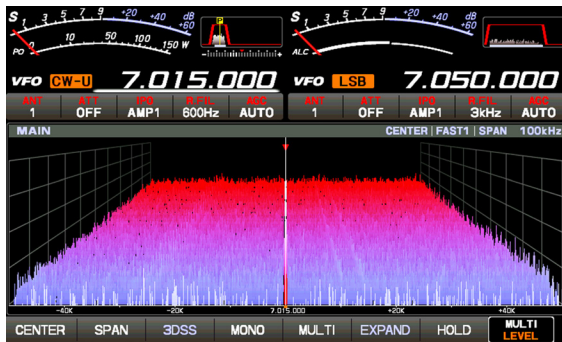 S 1 3 5 7 9 +20 +40 dB +60
PO 0 10 50 100 150 W
S 1 3 5 7 9 +20 +40 dB +60
ALC
P
VFO CW-U 7.015.000
VFO LSB 7.050.000
ANT ATT IPO R.FIL AGC
1 OFF AMP1 600Hz AUTO
ANT ATT IPO R.FIL AGC
1 OFF AMP1 3kHz AUTO
MAIN
CENTER | FAST1 | SPAN 100kHz
-40K -20K 7.015.000 +20K +40K
CENTER SPAN 3DSS MONO MULTI EXPAND HOLD MULTI
LEVEL